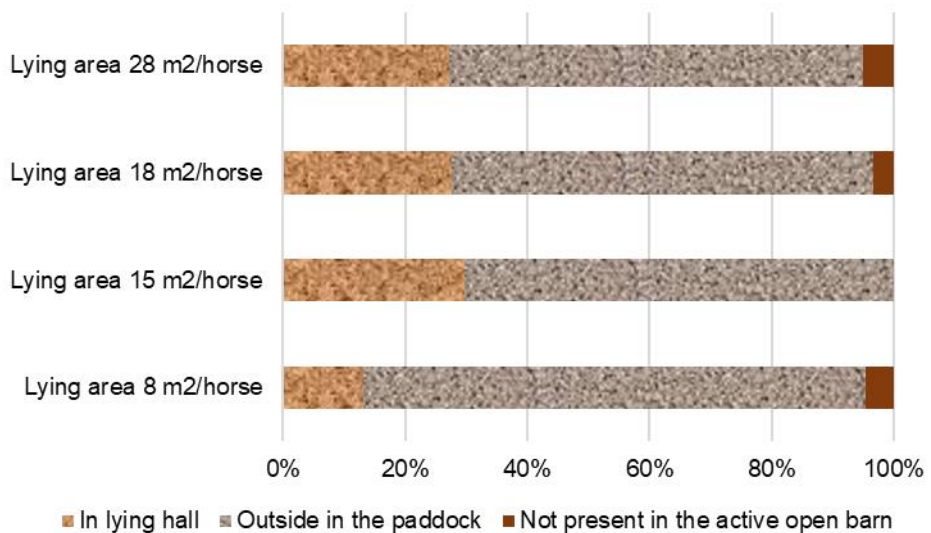 Lying area 28 m2/horse
Lying area 18 m2/horse
Lying area 15 m2/horse
Lying area 8 m2/horse
0% 20% 40% 60% 80% 100%
In lying hall Outside in the paddock Not present in the active open barn